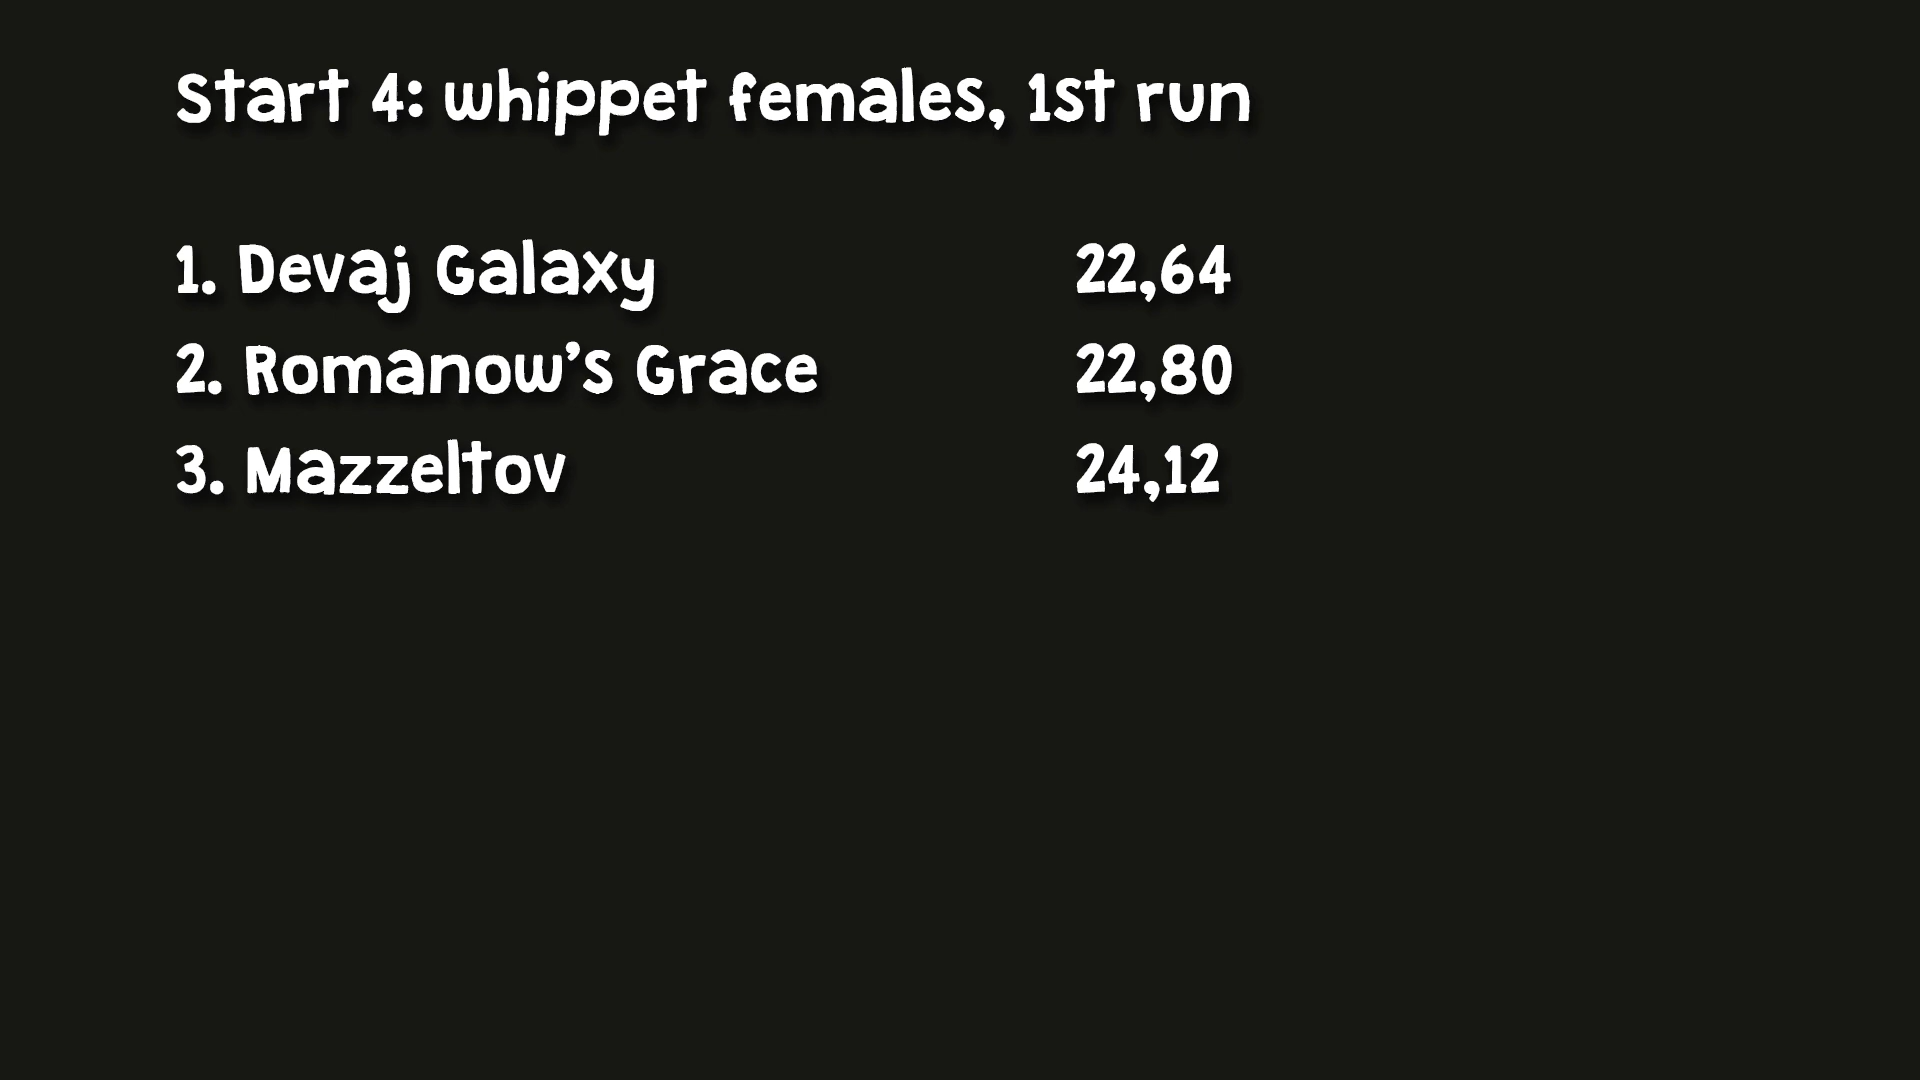 Start 4: whippet females, 1st run
1. Devaj Galaxy 22,64
2. Romanow's Grace 22,80
3. Mazzeltov 24,12